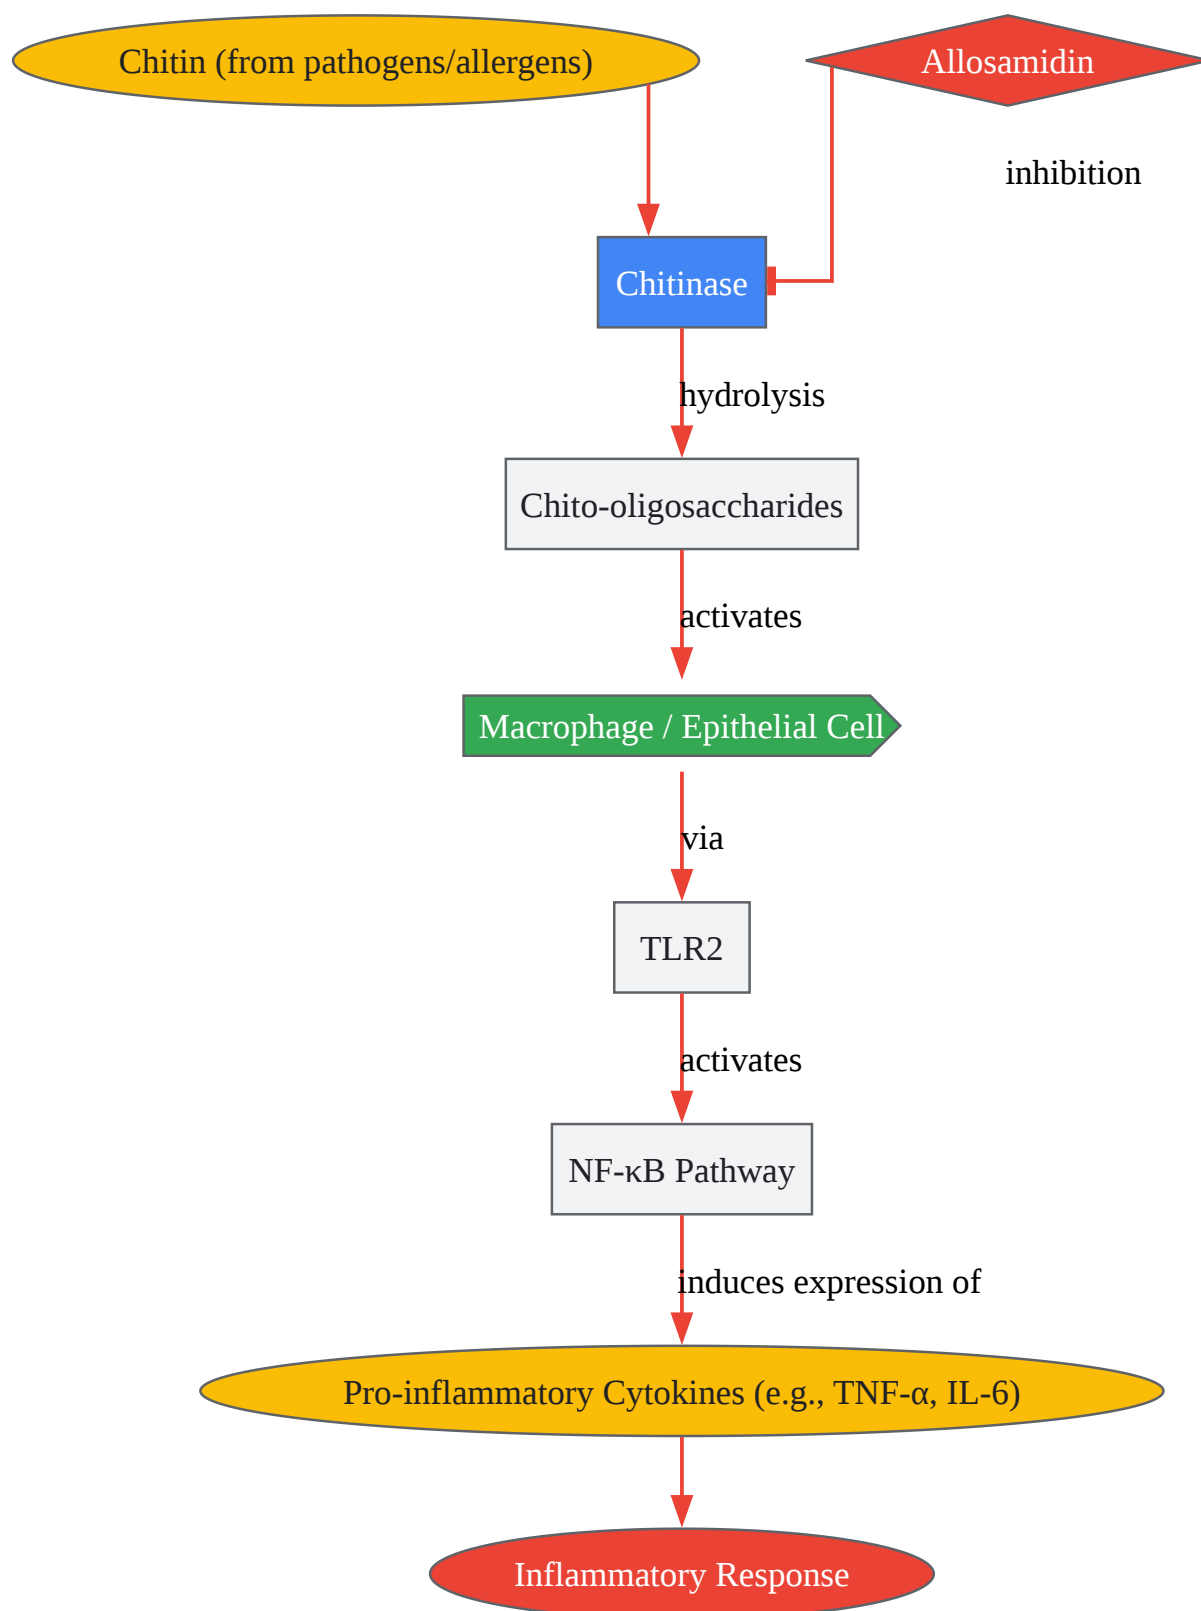 Chitin (from pathogens/allergens)
Allosamidin
inhibition
Chitinase
hydrolysis
Chito-oligosaccharides
activates
Macrophage / Epithelial Cell
via
TLR2
activates
NF-κB Pathway
induces expression of
Pro-inflammatory Cytokines (e.g., TNF-α, IL-6)
Inflammatory Response